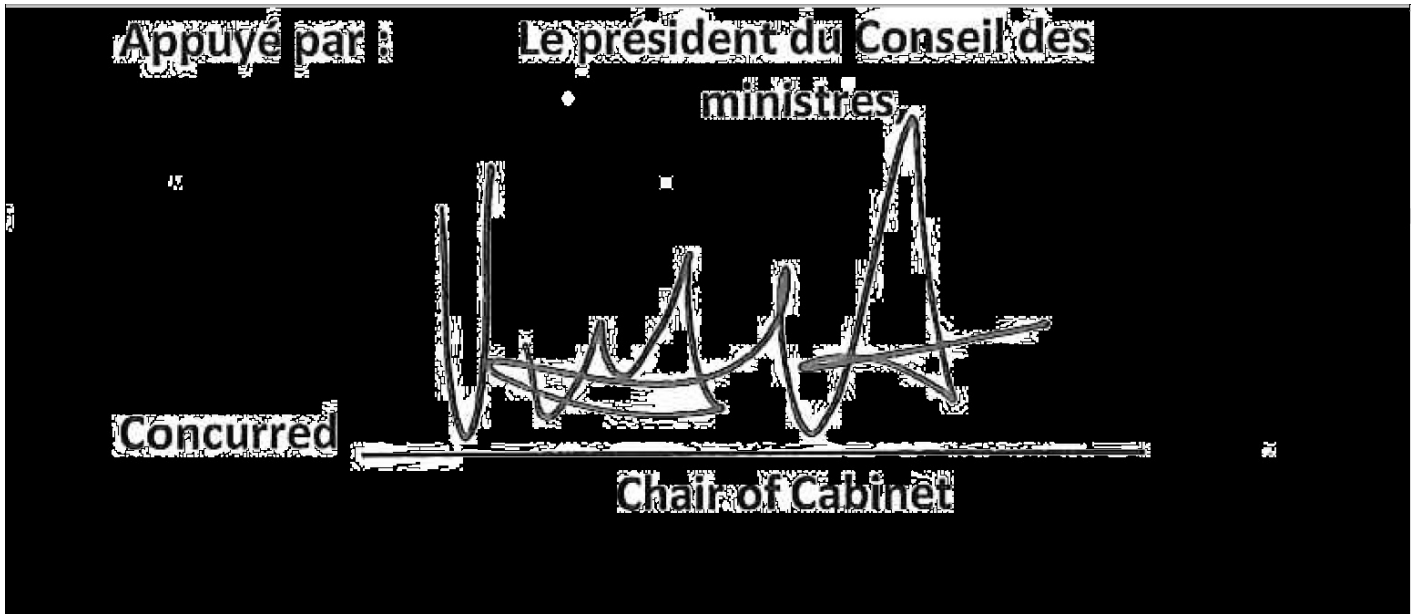 Appuyé par : Le président du Conseil des
ministres,
Concurred
Chair of Cabinet